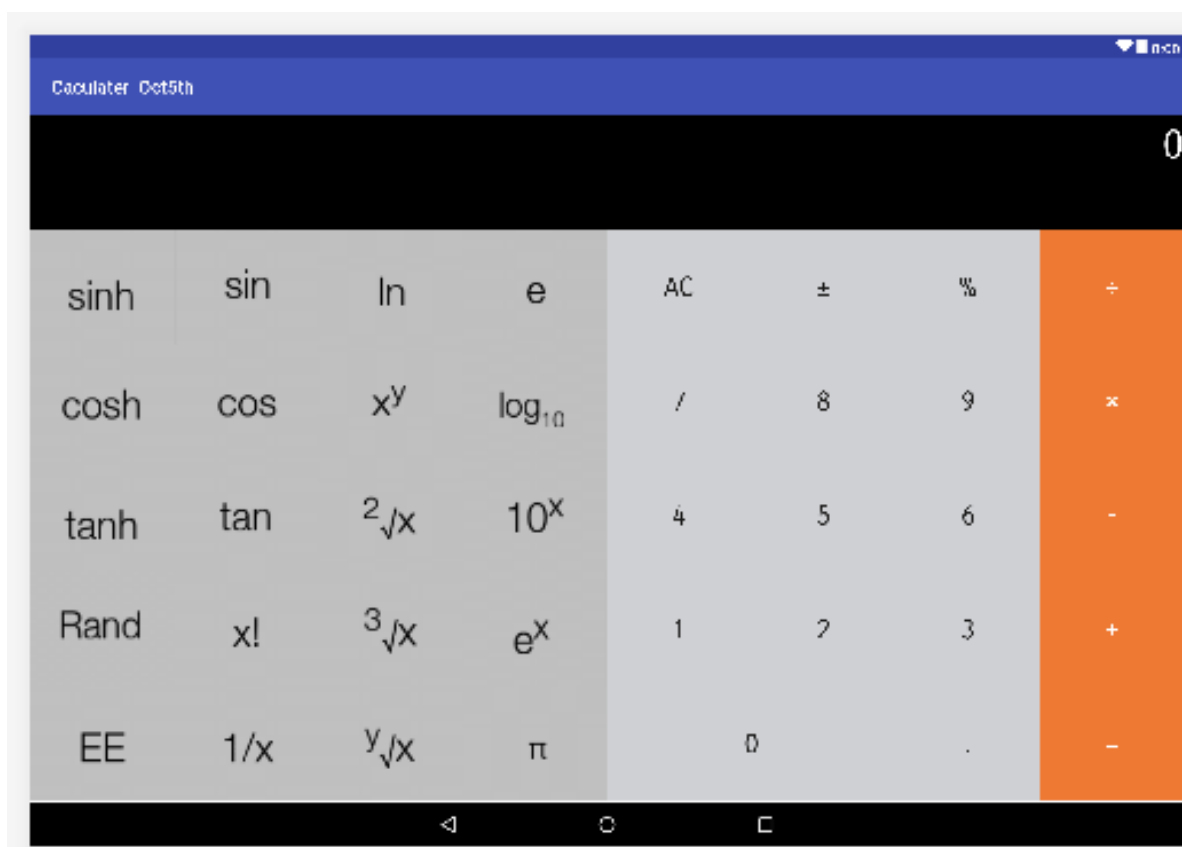 Caculater Oct5th
0
sinh sin ln e AC ± % ÷
cosh cos xʸ log₁₀ / 8 9 ×
tanh tan ²√x 10ˣ 4 5 6 -
Rand x! ³√x eˣ 1 2 3 +
EE 1/x ʸ√x π 0 . −